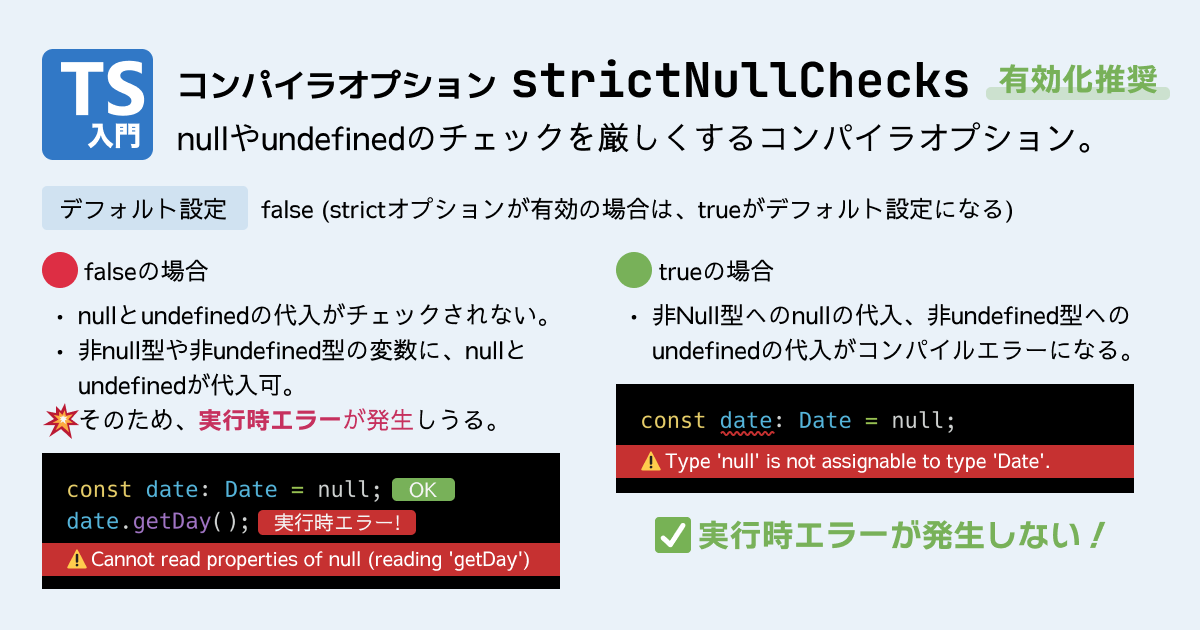 TS
入門
コンパイラオプション strictNullChecks 有効化推奨
nullやundefinedのチェックを厳しくするコンパイラオプション。
デフォルト設定 false (strictオプションが有効の場合は、trueがデフォルト設定になる)
falseの場合
・ nullとundefinedの代入がチェックされない。
・ 非null型や非undefined型の変数に、nullと
undefinedが代入可。
💥そのため、実行時エラーが発生しうる。
const date: Date = null; OK
date.getDay(); 実行時エラー!
⚠️Cannot read properties of null (reading 'getDay')
trueの場合
・ 非Null型へのnullの代入、非undefined型への
undefinedの代入がコンパイルエラーになる。
const date: Date = null;
⚠️Type 'null' is not assignable to type 'Date'.
✅実行時エラーが発生しない！